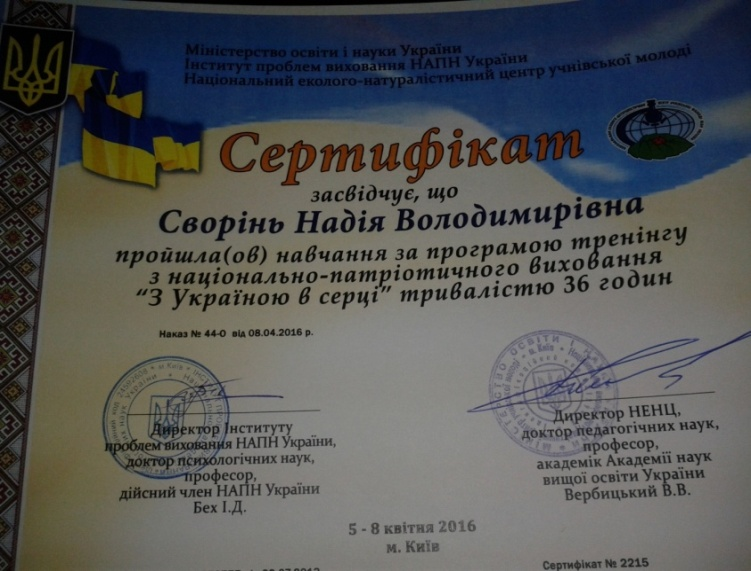 Міністерство освіти і науки України
Інститут проблем виховання НАПН України
Національний еколого-натуралістичний центр учнівської молоді
Сертифікат
засвідчує, що
Сворінь Надія Володимирівна
пройшла(ов) навчання за програмою тренінгу
з національно-патріотичного виховання
“З Україною в серці” тривалістю 36 годин
Наказ № 44-О від 08.04.2016 р.
Директор Інституту
проблем виховання НАПН України,
доктор психологічних наук,
професор,
дійсний член НАПН України
Бех І.Д.
Директор НЕНЦ,
доктор педагогічних наук,
професор,
академік Академії наук
вищої освіти України
Вербицький В.В.
5 - 8 квітня 2016
м. Київ
Сертифікат № 2215